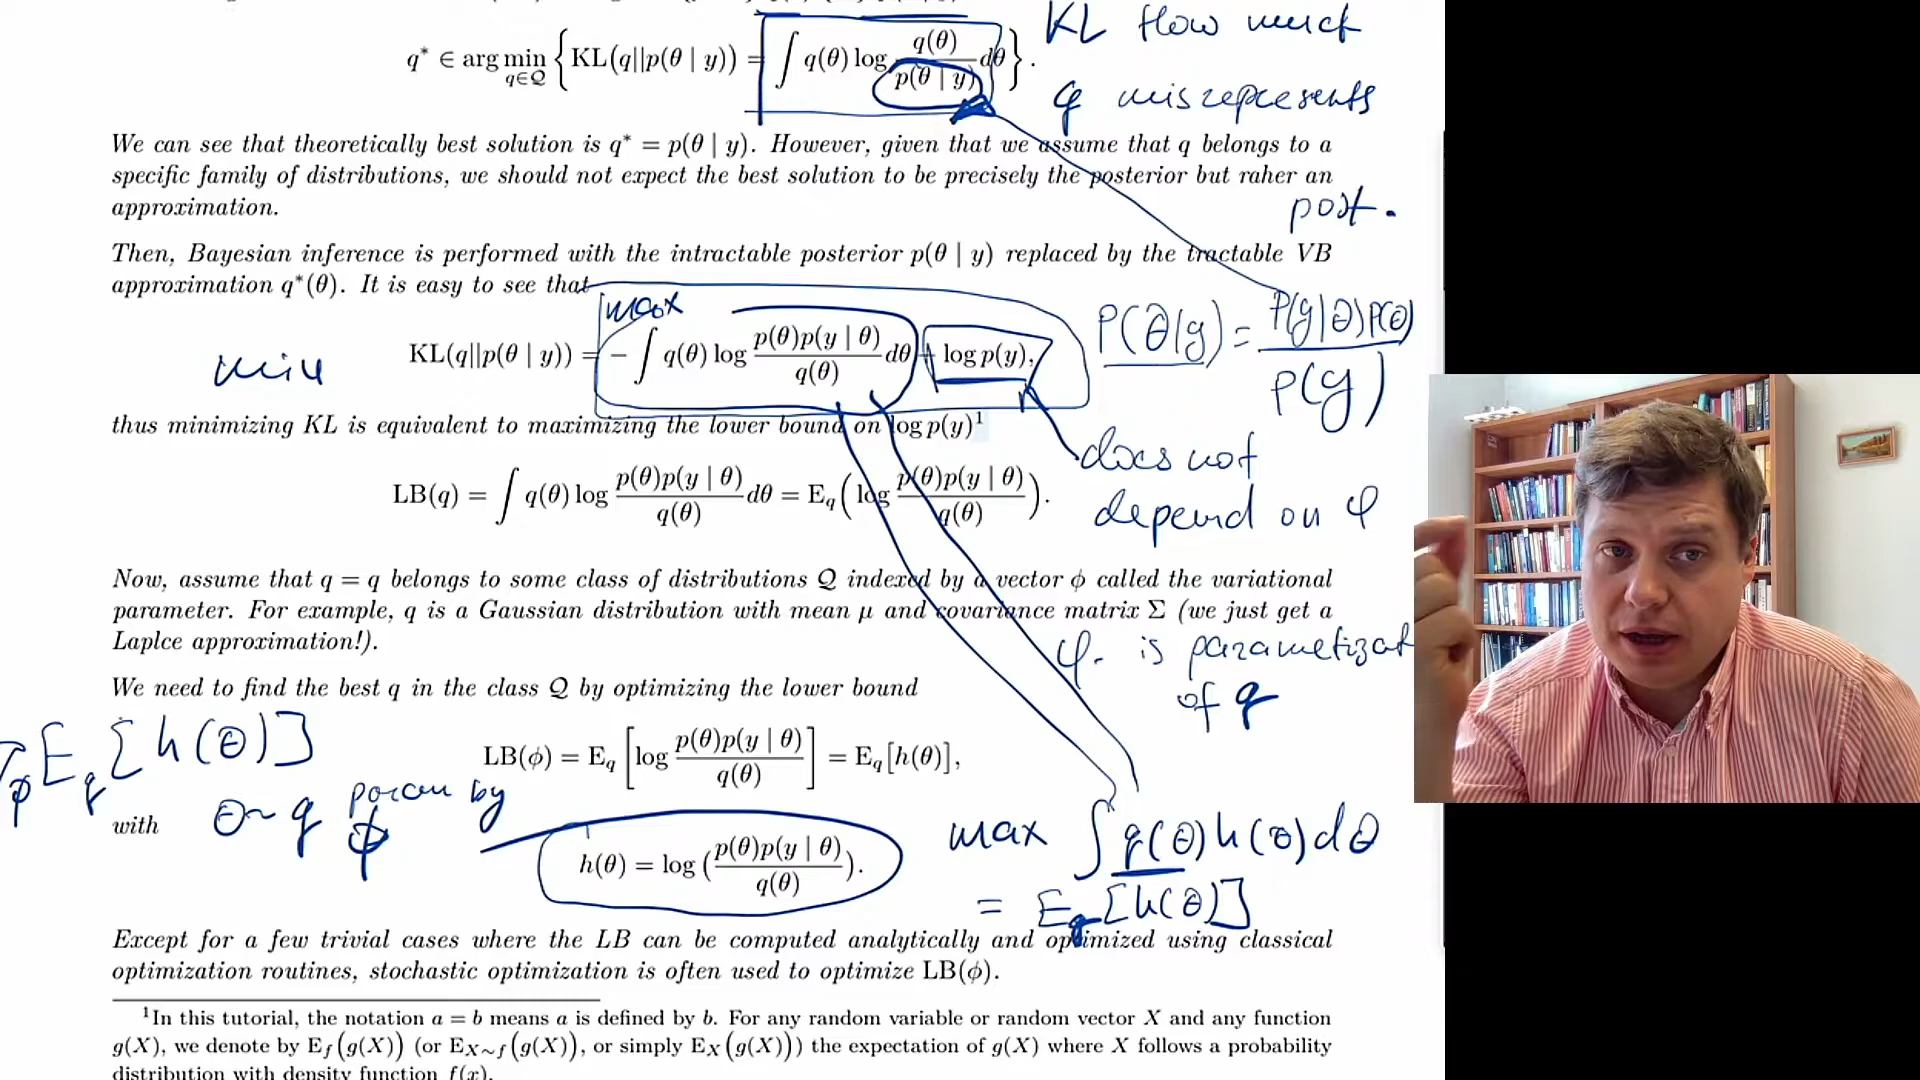 q* ∈ arg min q∈Q { KL(q||p(θ | y)) = ∫ q(θ) log q(θ) / p(θ | y) dθ } .
KL flow much
q misrepresents
post.
We can see that theoretically best solution is q* = p(θ | y). However, given that we assume that q belongs to a
specific family of distributions, we should not expect the best solution to be precisely the posterior but raher an
approximation.
Then, Bayesian inference is performed with the intractable posterior p(θ | y) replaced by the tractable VB
approximation q*(θ). It is easy to see that
max
min
KL(q||p(θ | y)) = − ∫ q(θ) log p(θ)p(y | θ) / q(θ) dθ + log p(y),
P(θ|y) = P(y|θ)P(θ) / P(y)
thus minimizing KL is equivalent to maximizing the lower bound on log p(y)¹
does not
depend on φ
LB(q) = ∫ q(θ) log p(θ)p(y | θ) / q(θ) dθ = E_q ( log p(θ)p(y | θ) / q(θ) ).
Now, assume that q = q belongs to some class of distributions Q indexed by a vector ϕ called the variational
parameter. For example, q is a Gaussian distribution with mean μ and covariance matrix Σ (we just get a
Laplce approximation!).
φ. is parametizat
of q
We need to find the best q in the class Q by optimizing the lower bound
E_q [h(θ)]
LB(ϕ) = E_q [ log p(θ)p(y | θ) / q(θ) ] = E_q[h(θ)],
θ ~ q param by
ϕ
with
h(θ) = log ( p(θ)p(y | θ) / q(θ) ).
max ∫ q(θ) h(θ) dθ
= E_q [h(θ)]
Except for a few trivial cases where the LB can be computed analytically and optimized using classical
optimization routines, stochastic optimization is often used to optimize LB(ϕ).
¹In this tutorial, the notation a = b means a is defined by b. For any random variable or random vector X and any function
g(X), we denote by E_f(g(X)) (or E_X∼f(g(X)), or simply E_X(g(X))) the expectation of g(X) where X follows a probability
distribution with density function f(x).